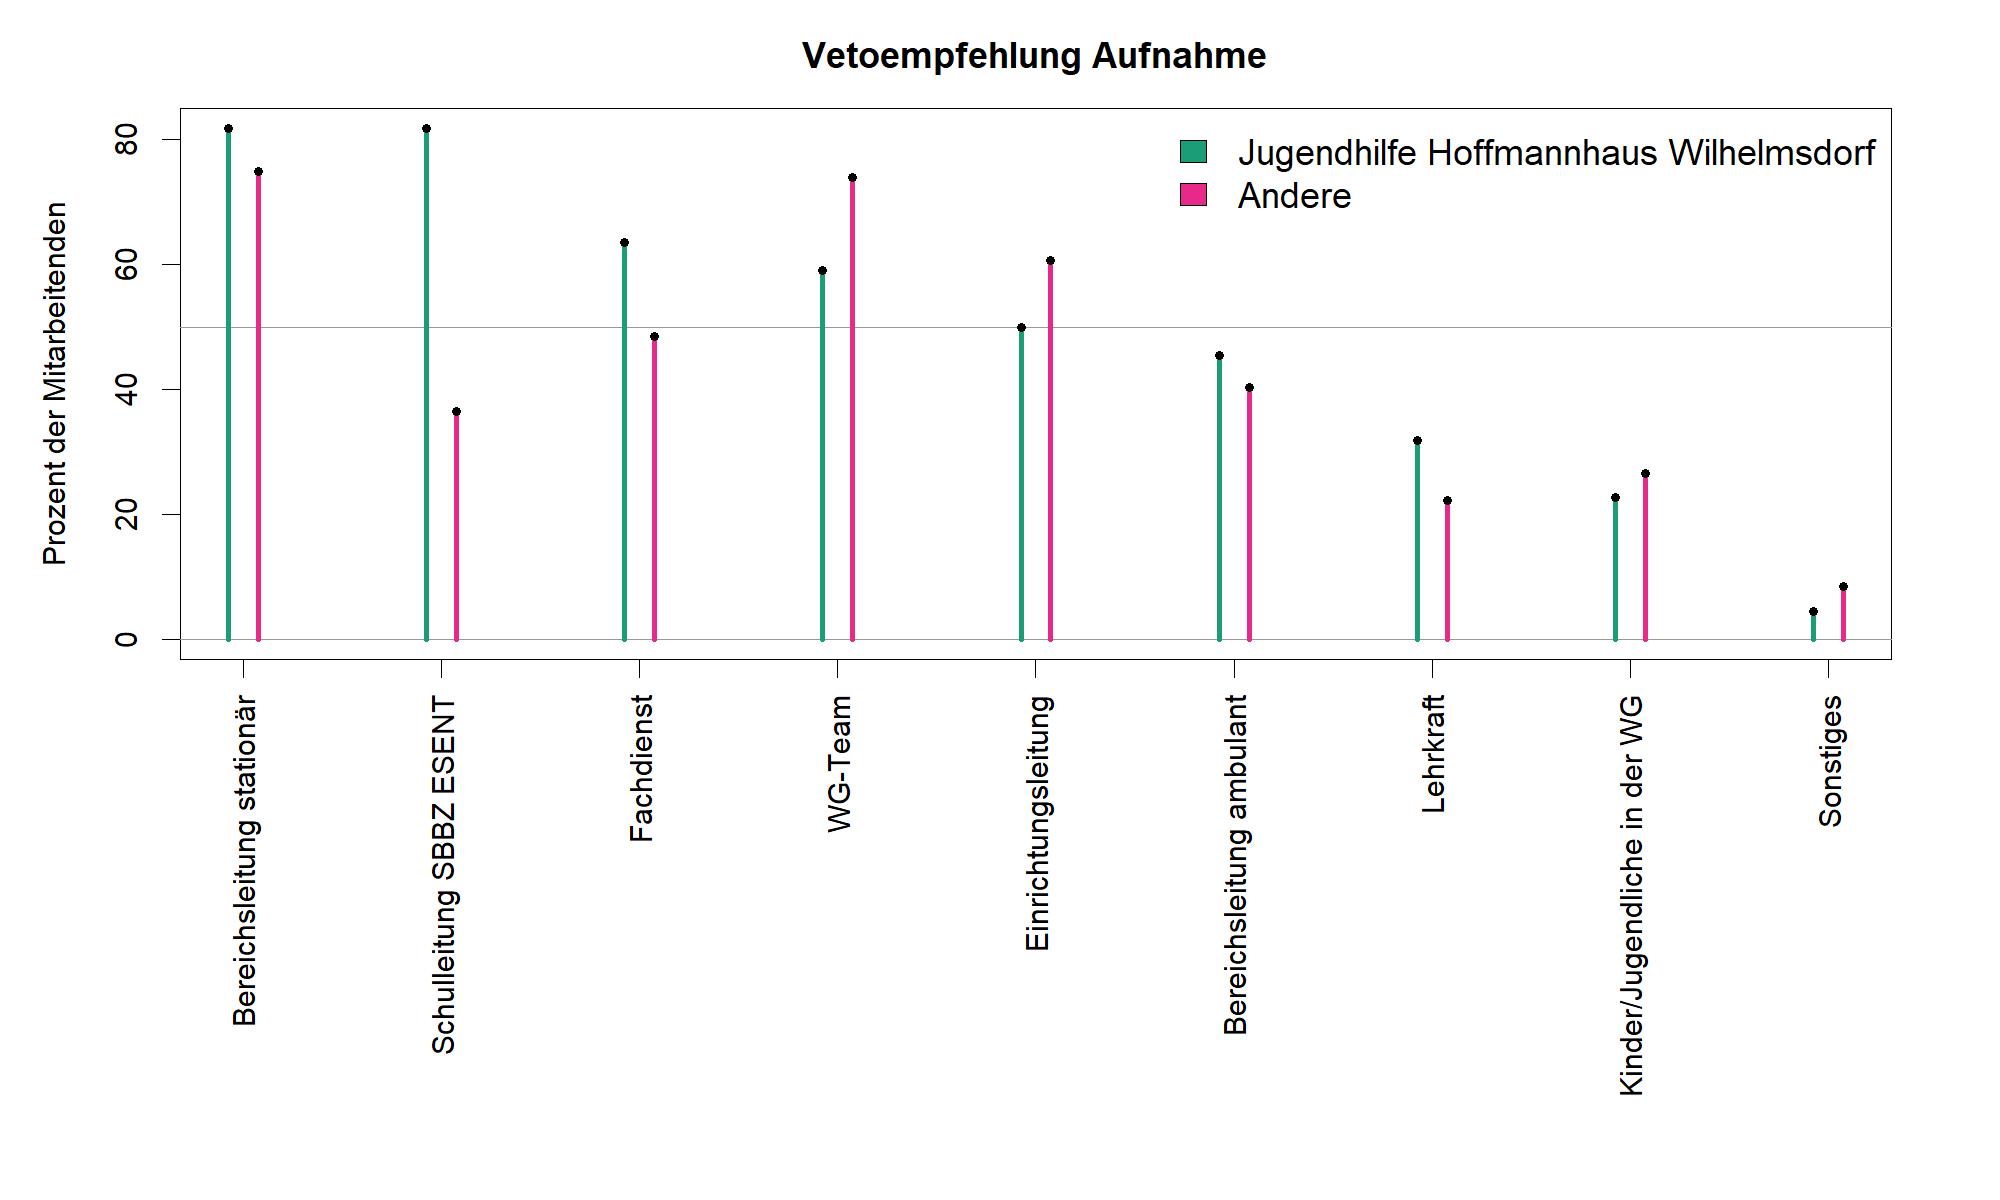 Vetoempfehlung Aufnahme
Jugendhilfe Hoffmannhaus Wilhelmsdorf
Andere
Prozent der Mitarbeitenden
80
60
40
20
0
Bereichsleitung stationär
Schulleitung SBBZ ESENT
Fachdienst
WG-Team
Einrichtungsleitung
Bereichsleitung ambulant
Lehrkraft
Kinder/Jugendliche in der WG
Sonstiges